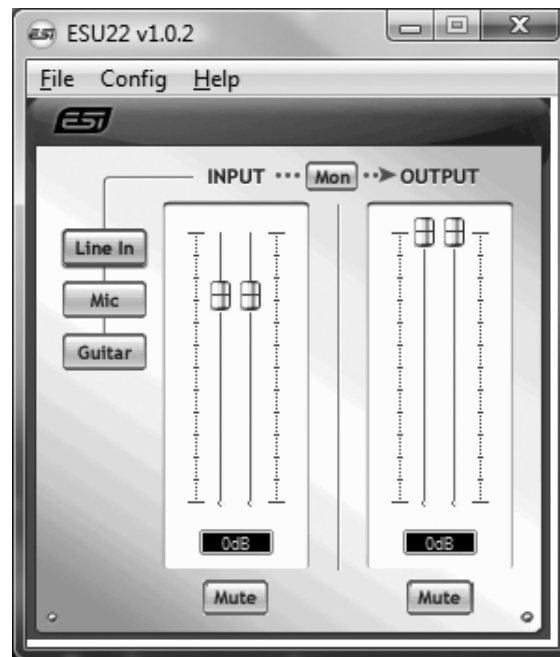 ESI ESU22 v1.0.2
File Config Help
ESI
INPUT Mon OUTPUT
Line In
Mic
Guitar
0dB 0dB
Mute Mute